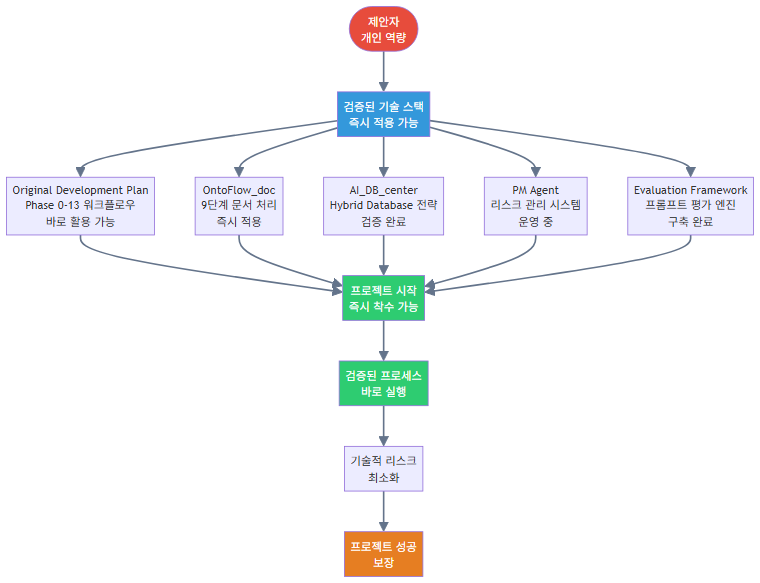 제안자
개인 역량
검증된 기술 스택
즉시 적용 가능
Original Development Plan
Phase 0-13 워크플로우
바로 활용 가능
OntoFlow_doc
9단계 문서 처리
즉시 적용
AI_DB_center
Hybrid Database 전략
검증 완료
PM Agent
리스크 관리 시스템
운영 중
Evaluation Framework
프롬프트 평가 엔진
구축 완료
프로젝트 시작
즉시 착수 가능
검증된 프로세스
바로 실행
기술적 리스크
최소화
프로젝트 성공
보장